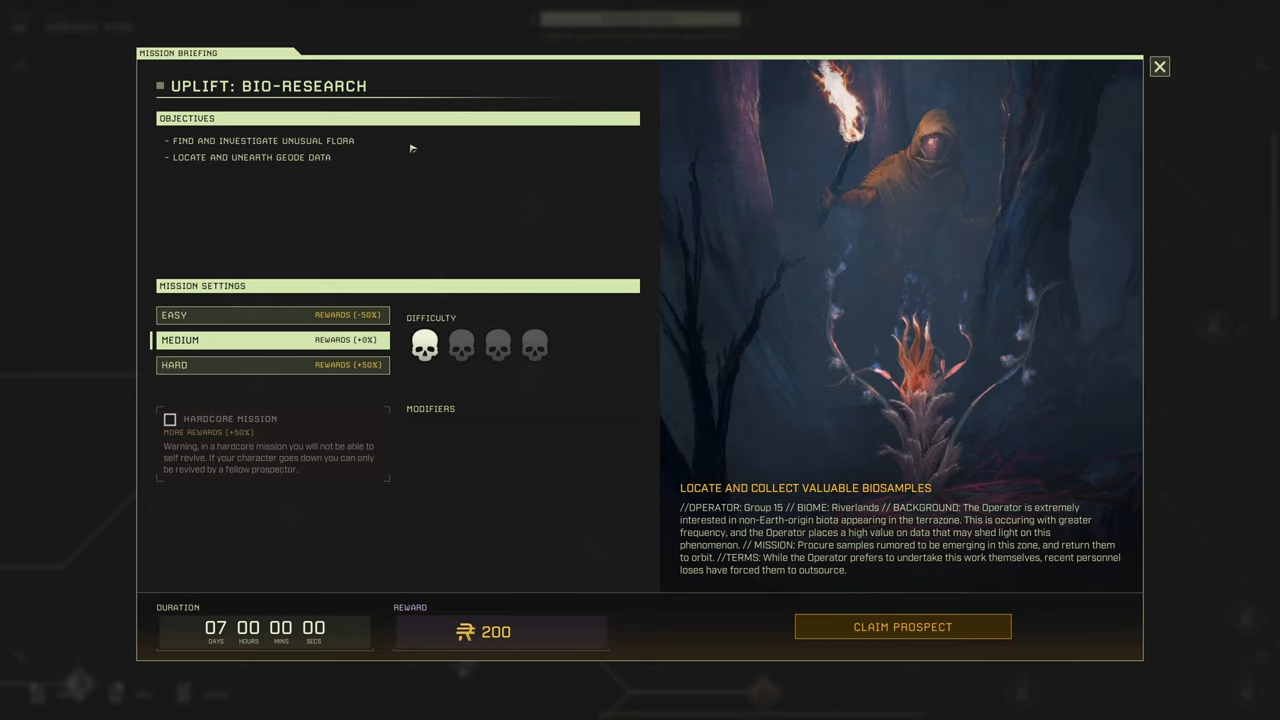 MISSION BRIEFING
UPLIFT: BIO-RESEARCH
OBJECTIVES
- FIND AND INVESTIGATE UNUSUAL FLORA
- LOCATE AND UNEARTH GEODE DATA
MISSION SETTINGS
EASY REWARDS (-50%)
MEDIUM REWARDS (+0%)
HARD REWARDS (+50%)
DIFFICULTY
HARDCORE MISSION
MORE REWARDS (+50%)
Warning, in a hardcore mission you will not be able to
self revive. If your character goes down you can only
be revived by a fellow prospector.
MODIFIERS
LOCATE AND COLLECT VALUABLE BIOSAMPLES
//OPERATOR: Group 15 // BIOME: Riverlands // BACKGROUND: The Operator is extremely
interested in non-Earth-origin biota appearing in the terrazone. This is occuring with greater
frequency, and the Operator places a high value on data that may shed light on this
phenomenon. // MISSION: Procure samples rumored to be emerging in this zone, and return them
to orbit. //TERMS: While the Operator prefers to undertake this work themselves, recent personnel
loses have forced them to outsource.
DURATION
07 00 00 00
DAYS HOURS MINS SECS
REWARD
200
CLAIM PROSPECT